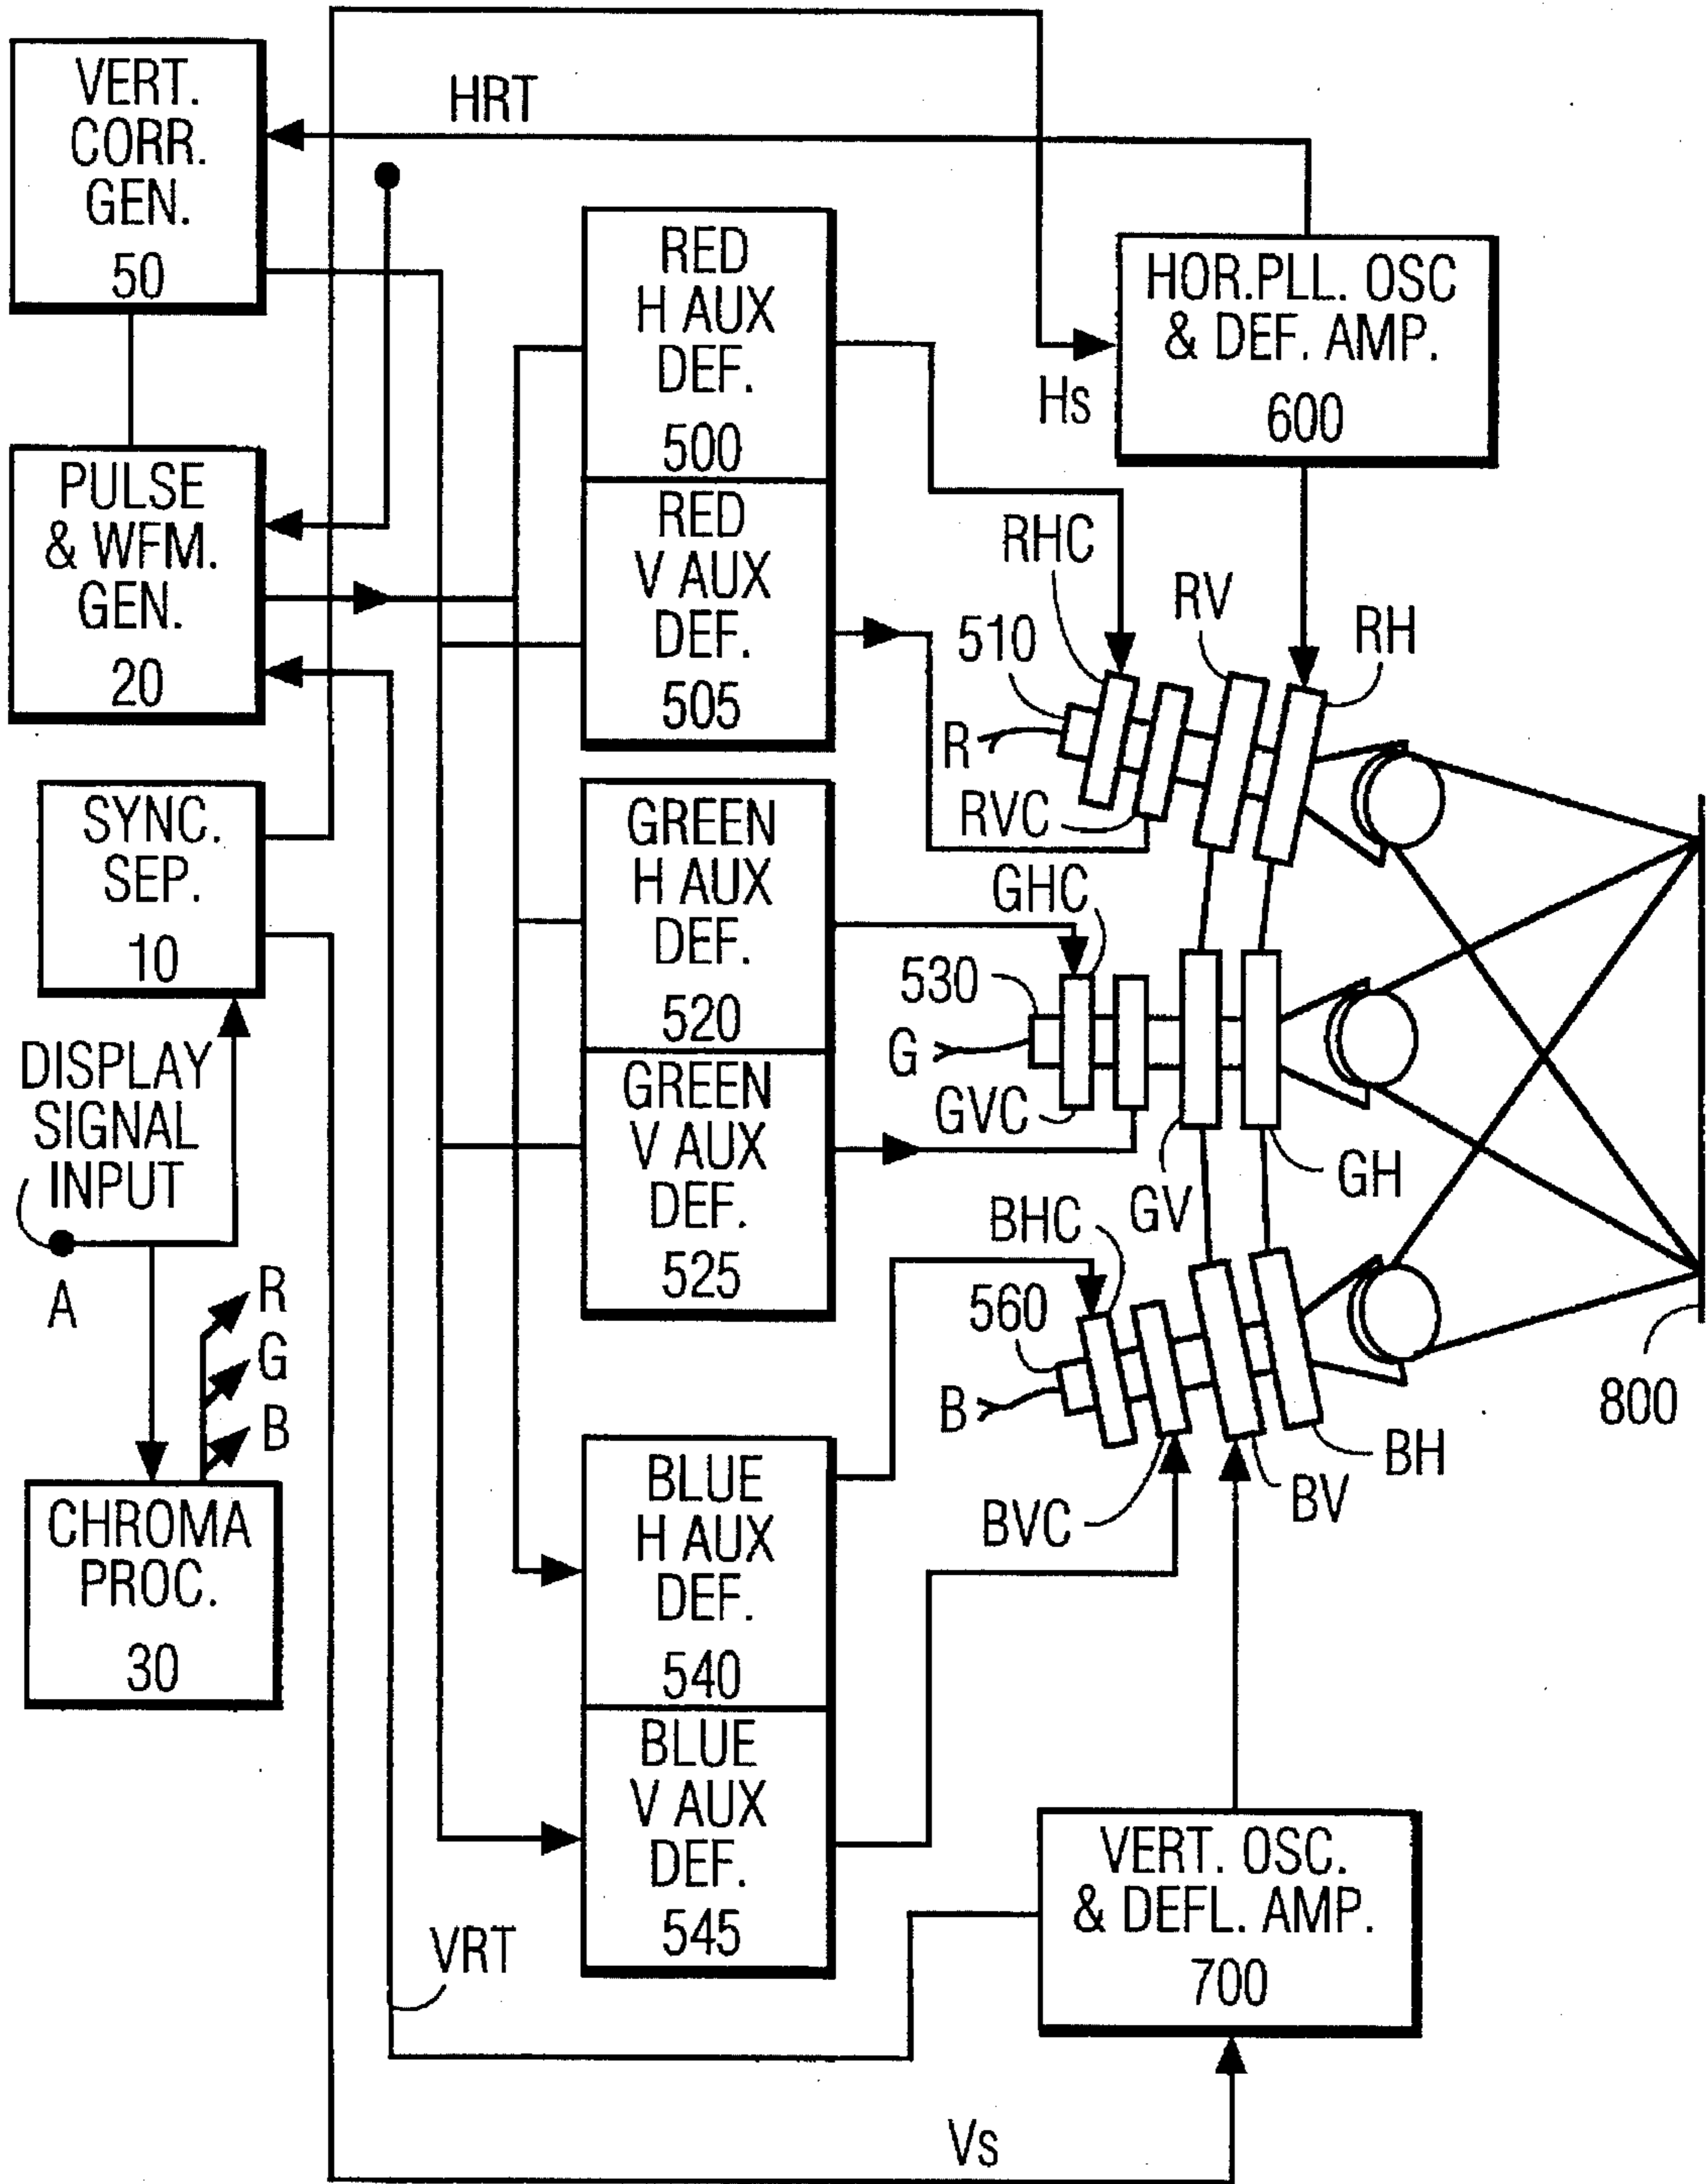 VERT.
CORR.
GEN.
50
HRT
PULSE
& WFM.
GEN.
20
SYNC.
SEP.
10
DISPLAY
SIGNAL
INPUT
A
R
G
B
CHROMA
PROC.
30
RED
H AUX
DEF.
500
RED
V AUX
DEF.
505
GREEN
H AUX
DEF.
520
GREEN
V AUX
DEF.
525
BLUE
H AUX
DEF.
540
BLUE
V AUX
DEF.
545
VRT
Hs
HOR.PLL. OSC
& DEF. AMP.
600
RHC
RV
RH
510
R
RVC
GHC
530
G
GVC
GV
GH
BHC
560
B
BVC
BV
BH
800
VERT. OSC.
& DEFL. AMP.
700
Vs